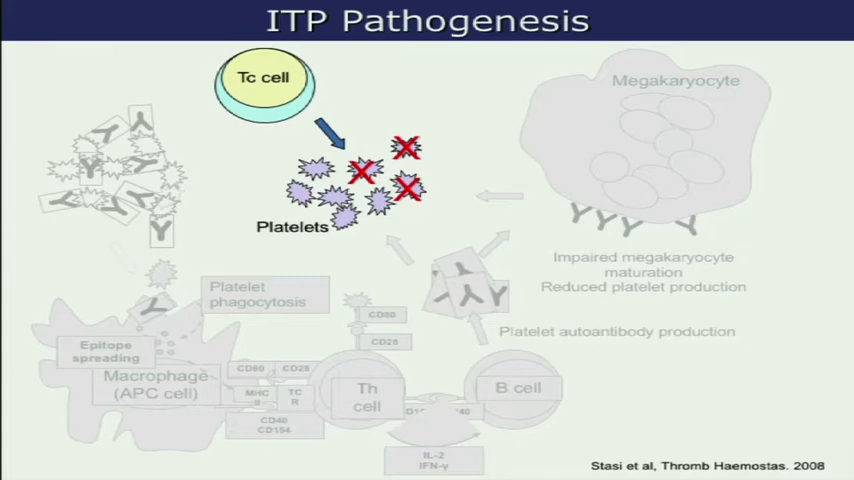 ITP Pathogenesis
Tc cell
Megakaryocyte
Platelets
Impaired megakaryocyte
maturation
Reduced platelet production
Platelet
phagocytosis
CD80
Platelet autoantibody production
CD28
Epitope
spreading
Macrophage
(APC cell)
CD80
CD28
MHC
II
TC
R
Th
cell
B cell
CD40
CD154
IL-2
IFN-γ
Stasi et al, Thromb Haemostas. 2008